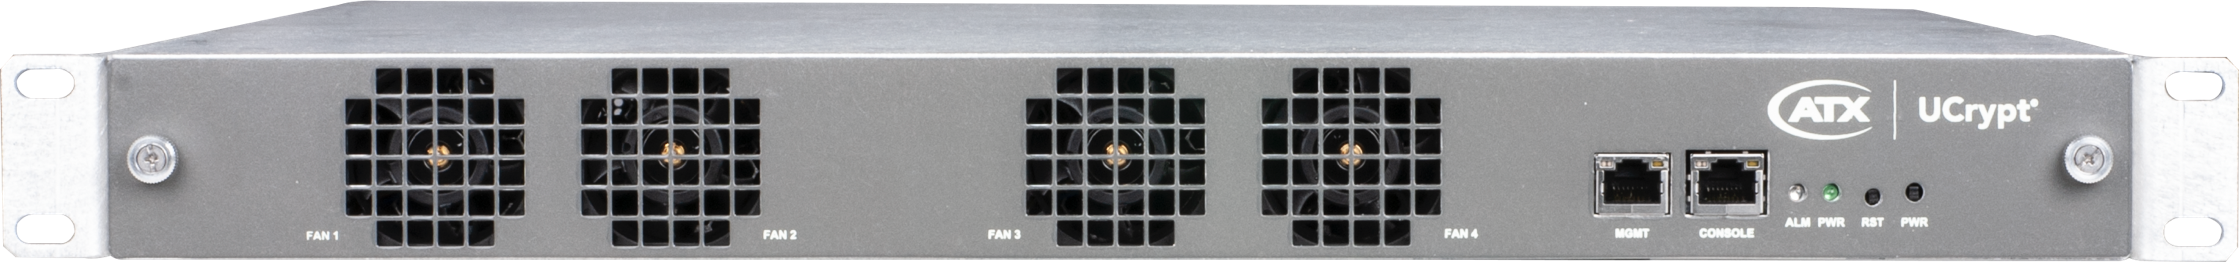 ATX UCrypt®
FAN 1
FAN 2
FAN 3
FAN 4
MGMT
CONSOLE
ALM PWR RST PWR